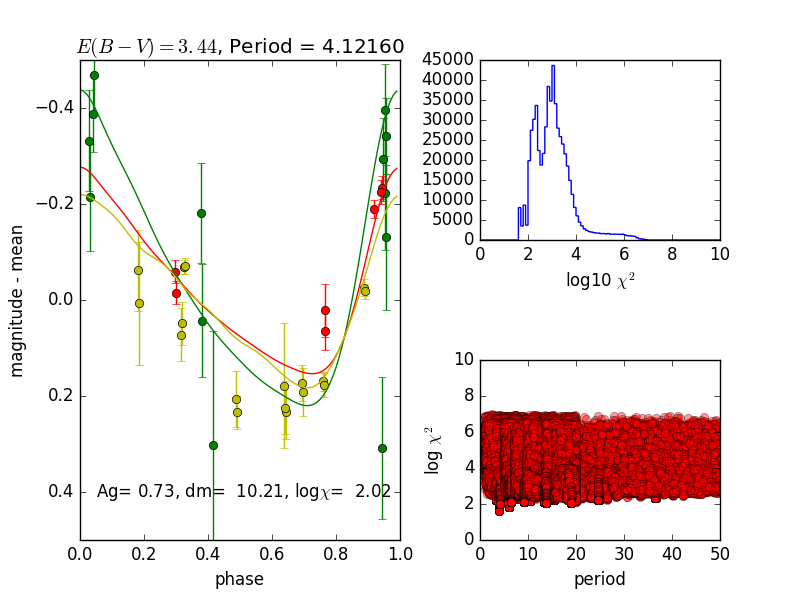 E(B − V) = 3.44, Period = 4.12160
−0.4
−0.2
0.0
0.2
0.4
magnitude - mean
Ag= 0.73, dm= 10.21, logχ= 2.02
0.0 0.2 0.4 0.6 0.8 1.0
phase
45000
40000
35000
30000
25000
20000
15000
10000
5000
0
0 2 4 6 8 10
log10 χ²
10
8
6
4
2
0
log χ²
0 10 20 30 40 50
period